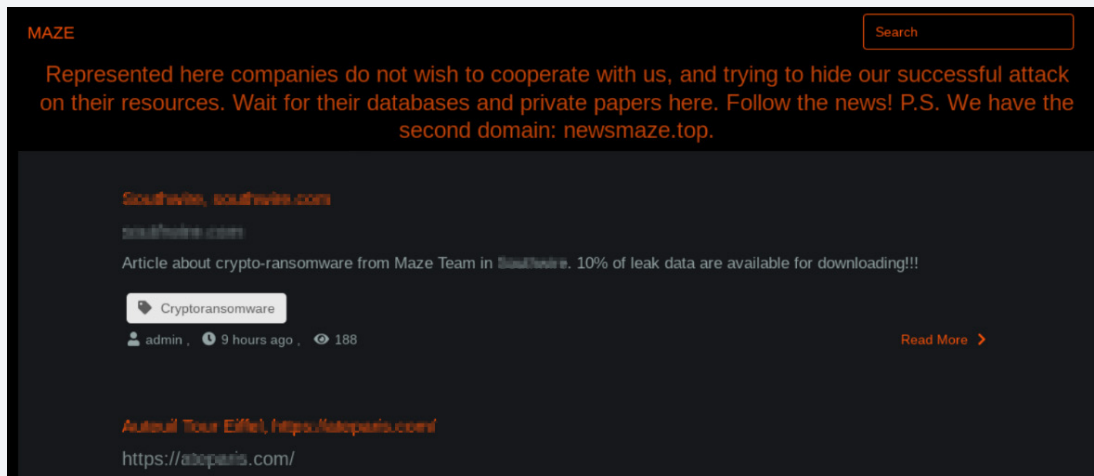 MAZE
Search
Represented here companies do not wish to cooperate with us, and trying to hide our successful attack
on their resources. Wait for their databases and private papers here. Follow the news! P.S. We have the
second domain: newsmaze.top.
Article about crypto-ransomware from Maze Team in . 10% of leak data are available for downloading!!!
Cryptoransomware
admin , 9 hours ago , 188
Read More
https:// .com/